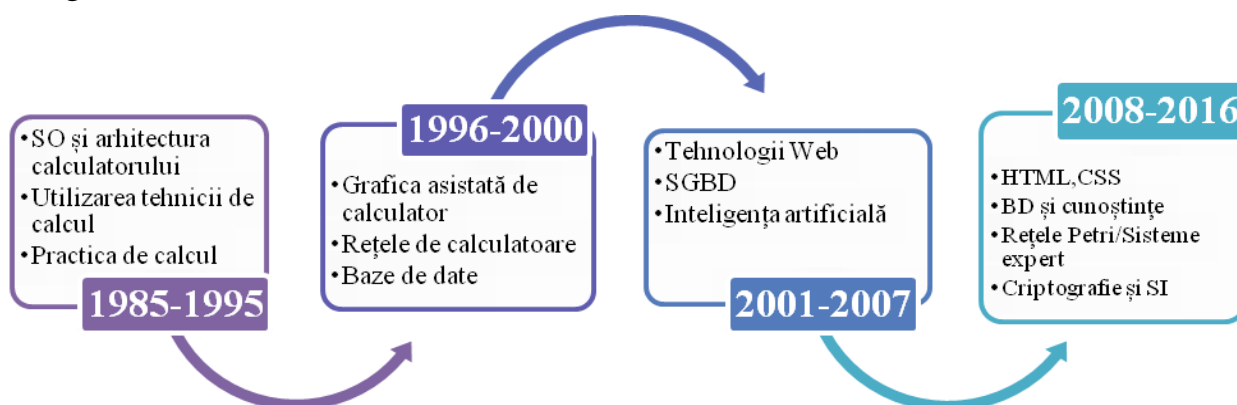 •SO și arhitectura
calculatorului
•Utilizarea tehnicii de
calcul
•Practica de calcul
1985-1995
1996-2000
•Grafica asistată de
calculator
•Rețele de calculatoare
•Baze de date
•Tehnologii Web
•SGBD
•Inteligența artificială
2001-2007
2008-2016
•HTML,CSS
•BD și cunoștințe
•Rețele Petri/Sisteme
expert
•Criptografie și SI